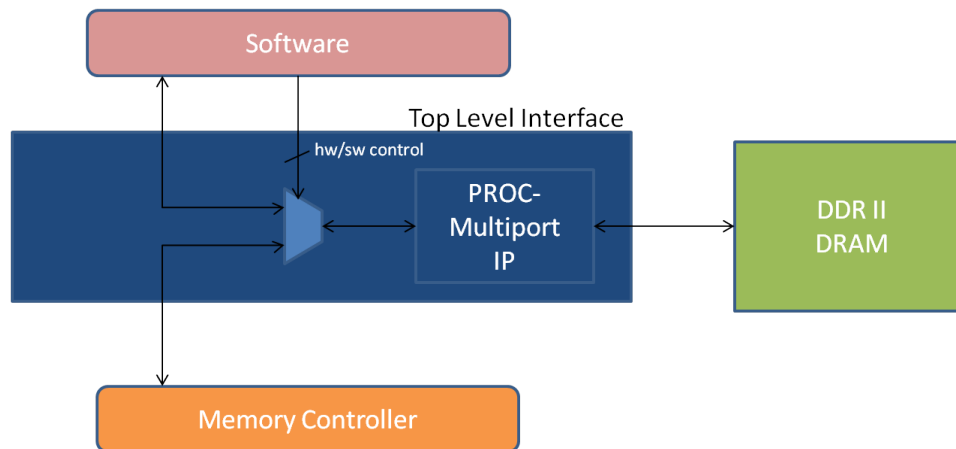 Software
Top Level Interface
hw/sw control
PROC-
Multiport
IP
DDR II
DRAM
Memory Controller